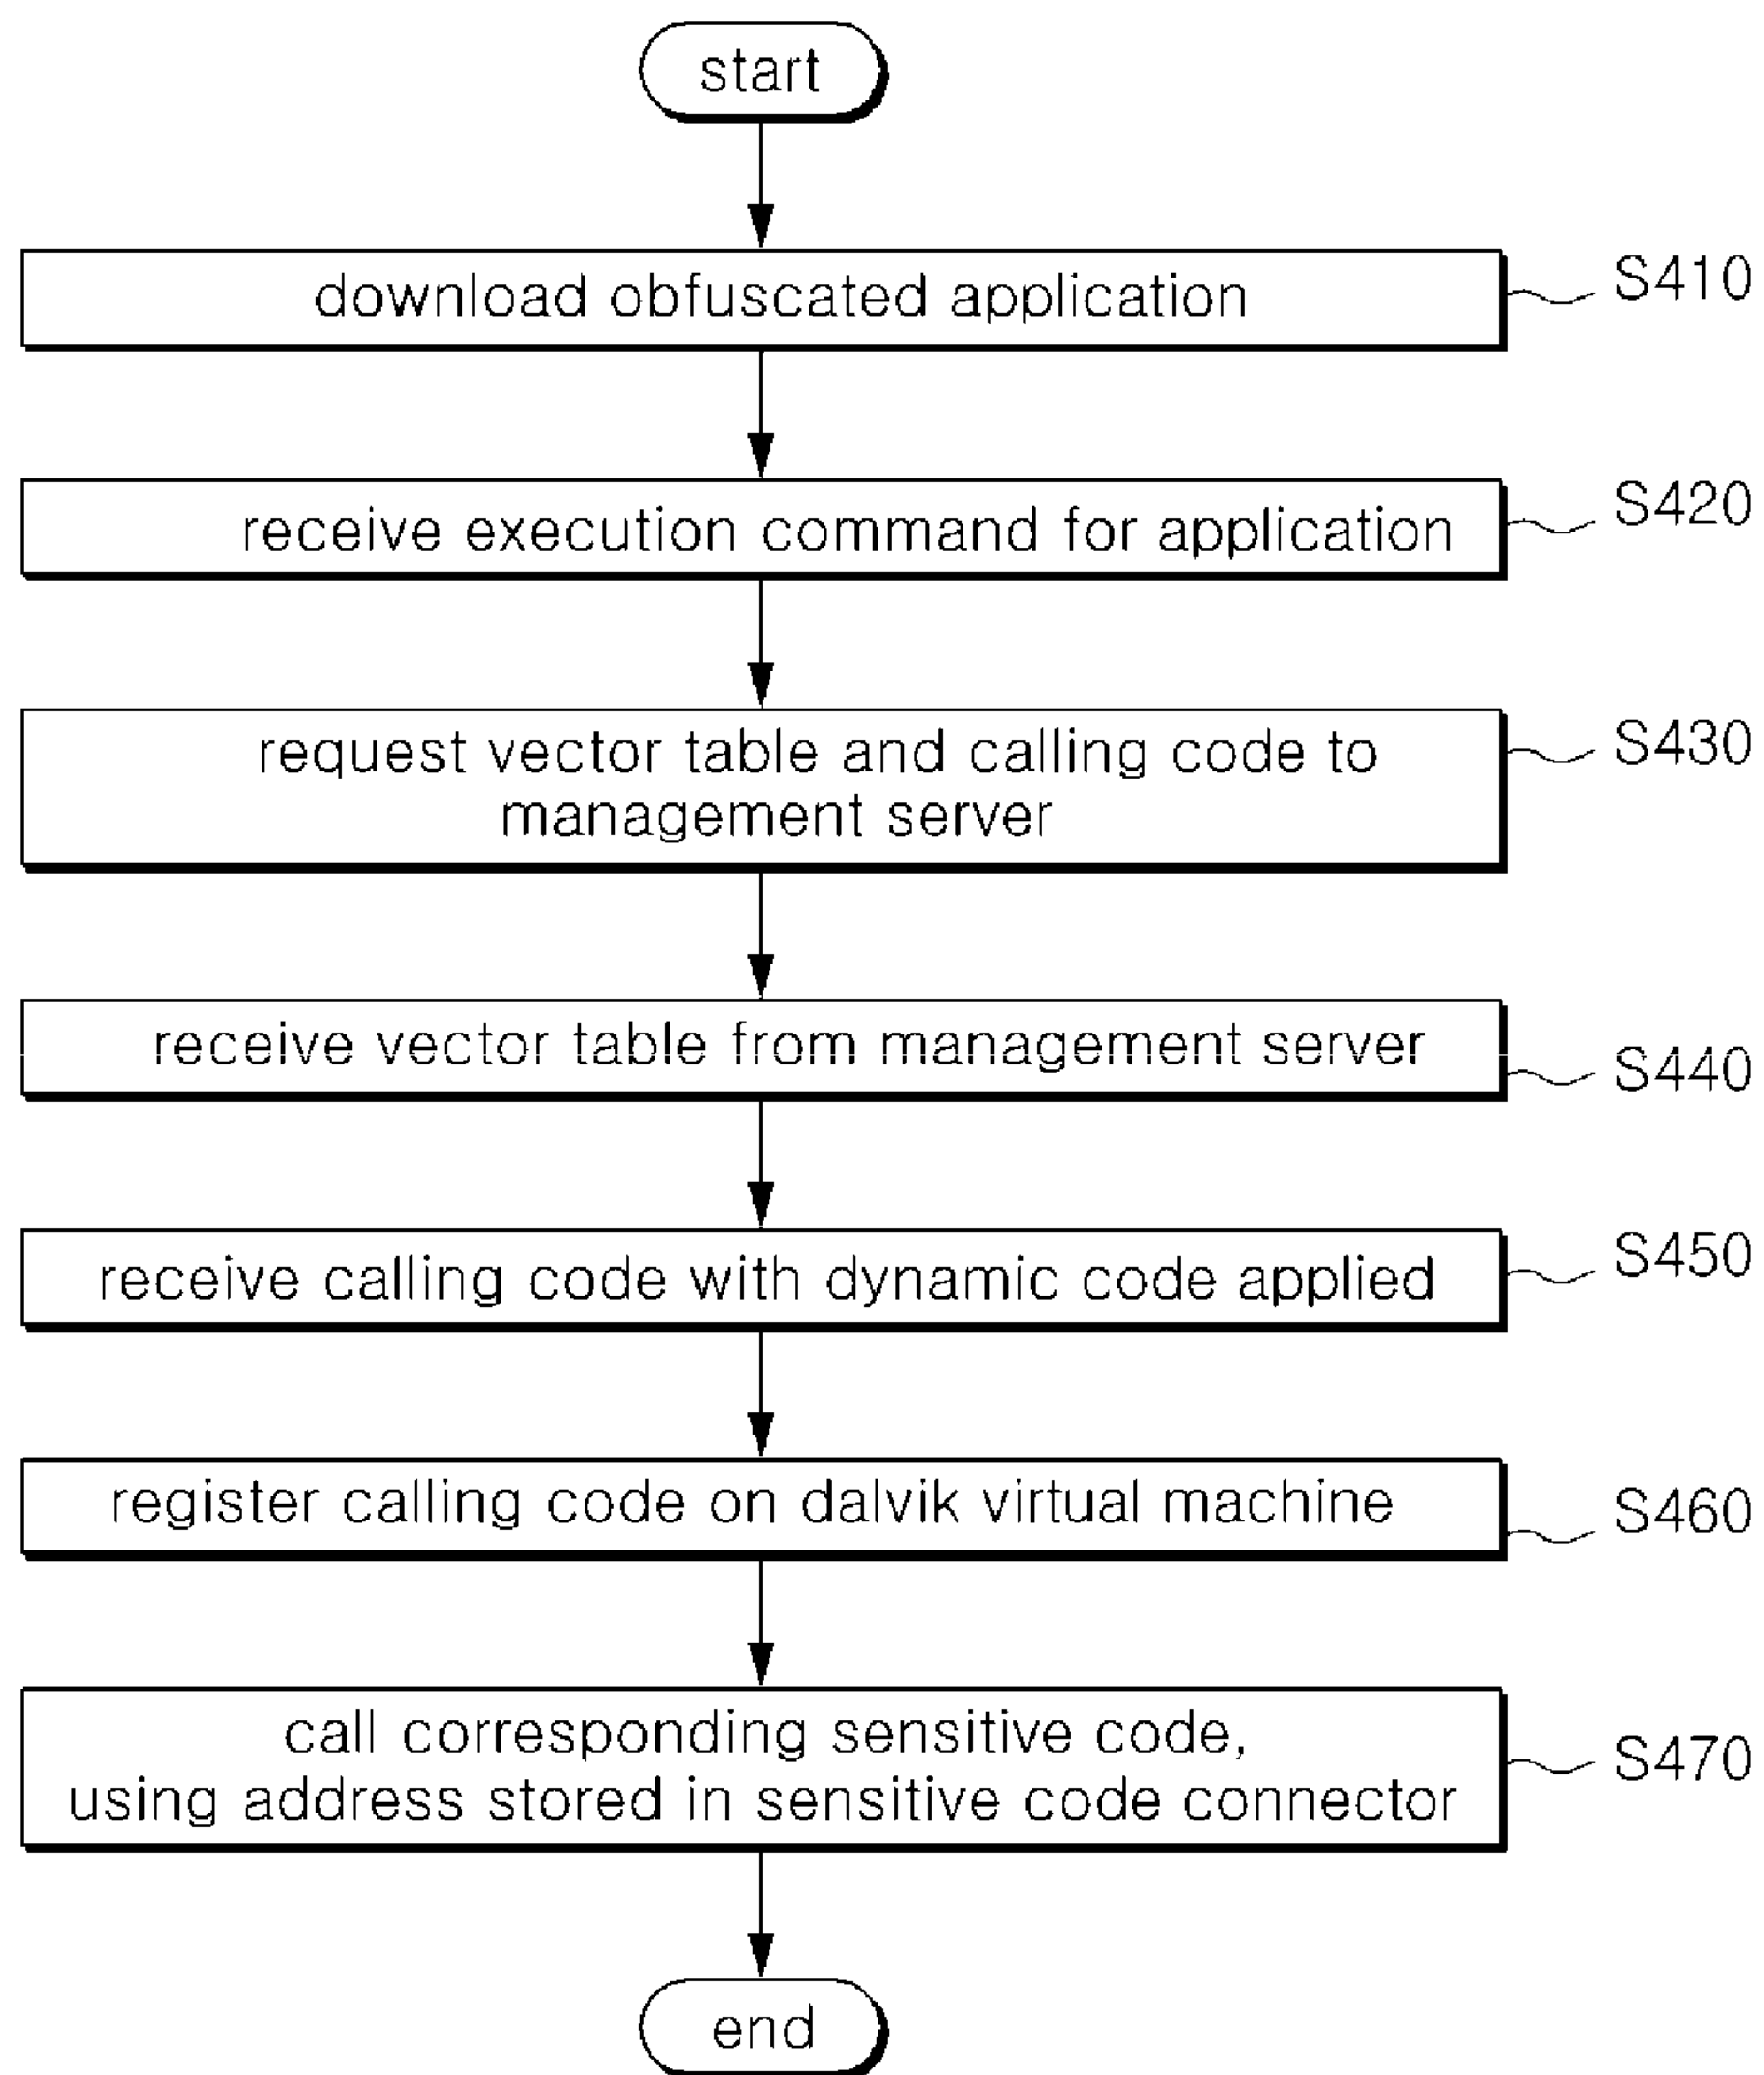 start
download obfuscated application
S410
receive execution command for application
S420
request vector table and calling code to
management server
S430
receive vector table from management server
S440
receive calling code with dynamic code applied
S450
register calling code on dalvik virtual machine
S460
call corresponding sensitive code,
using address stored in sensitive code connector
S470
end